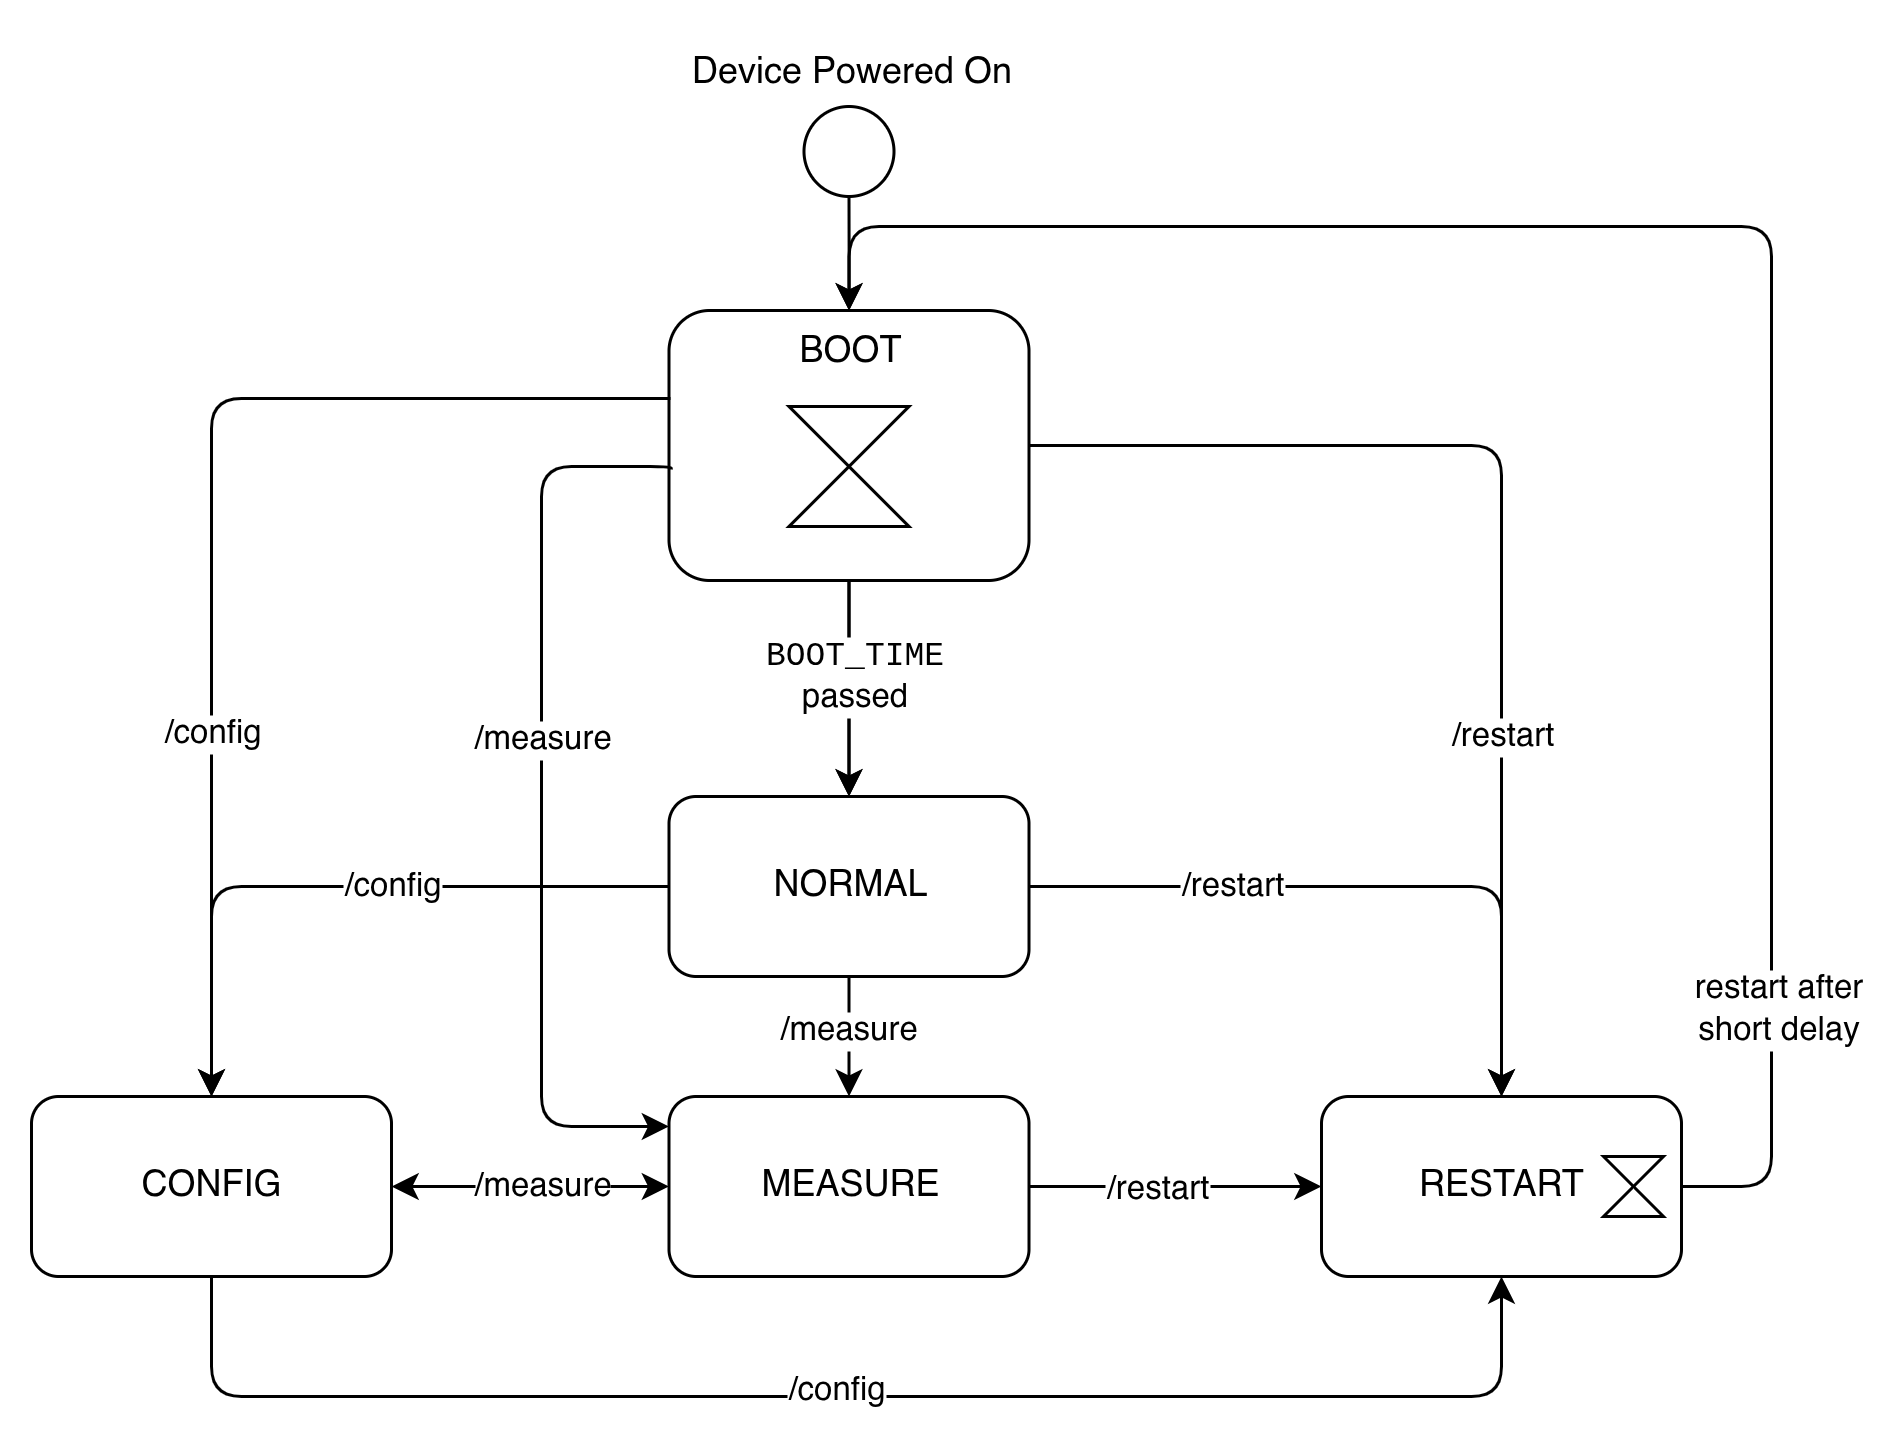 Device Powered On
BOOT
BOOT_TIME
passed
/config
/measure
/restart
/config
NORMAL
/restart
restart after
short delay
/measure
CONFIG
/measure
MEASURE
/restart
RESTART
/config